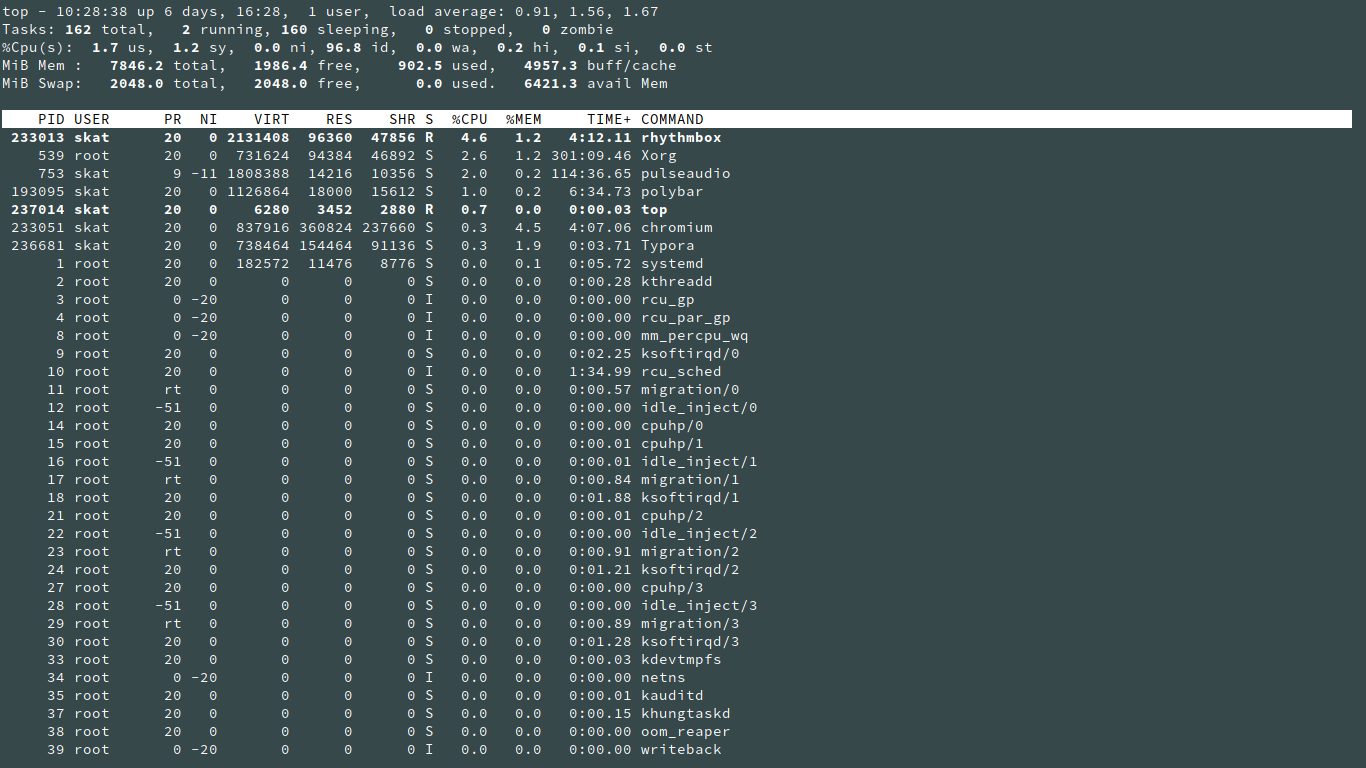 top - 10:28:38 up 6 days, 16:28,  1 user,  load average: 0.91, 1.56, 1.67
Tasks: 162 total,   2 running, 160 sleeping,   0 stopped,   0 zombie
%Cpu(s):  1.7 us,  1.2 sy,  0.0 ni, 96.8 id,  0.0 wa,  0.2 hi,  0.1 si,  0.0 st
MiB Mem :   7846.2 total,   1986.4 free,    902.5 used,   4957.3 buff/cache
MiB Swap:   2048.0 total,   2048.0 free,      0.0 used.   6421.3 avail Mem
    PID USER      PR  NI    VIRT    RES    SHR S  %CPU  %MEM     TIME+ COMMAND
 233013 skat      20   0 2131408  96360  47856 R   4.6   1.2   4:12.11 rhythmbox
    539 root      20   0  731624  94384  46892 S   2.6   1.2 301:09.46 Xorg
    753 skat       9 -11 1808388  14216  10356 S   2.0   0.2 114:36.65 pulseaudio
 193095 skat      20   0 1126864  18000  15612 S   1.0   0.2   6:34.73 polybar
 237014 skat      20   0    6280   3452   2880 R   0.7   0.0   0:00.03 top
 233051 skat      20   0  837916 360824 237660 S   0.3   4.5   4:07.06 chromium
 236681 skat      20   0  738464 154464  91136 S   0.3   1.9   0:03.71 Typora
      1 root      20   0  182572  11476   8776 S   0.0   0.1   0:05.72 systemd
      2 root      20   0       0      0      0 S   0.0   0.0   0:00.28 kthreadd
      3 root       0 -20       0      0      0 I   0.0   0.0   0:00.00 rcu_gp
      4 root       0 -20       0      0      0 I   0.0   0.0   0:00.00 rcu_par_gp
      8 root       0 -20       0      0      0 I   0.0   0.0   0:00.00 mm_percpu_wq
      9 root      20   0       0      0      0 S   0.0   0.0   0:02.25 ksoftirqd/0
     10 root      20   0       0      0      0 I   0.0   0.0   1:34.99 rcu_sched
     11 root      rt   0       0      0      0 S   0.0   0.0   0:00.57 migration/0
     12 root     -51   0       0      0      0 S   0.0   0.0   0:00.00 idle_inject/0
     14 root      20   0       0      0      0 S   0.0   0.0   0:00.00 cpuhp/0
     15 root      20   0       0      0      0 S   0.0   0.0   0:00.01 cpuhp/1
     16 root     -51   0       0      0      0 S   0.0   0.0   0:00.01 idle_inject/1
     17 root      rt   0       0      0      0 S   0.0   0.0   0:00.84 migration/1
     18 root      20   0       0      0      0 S   0.0   0.0   0:01.88 ksoftirqd/1
     21 root      20   0       0      0      0 S   0.0   0.0   0:00.01 cpuhp/2
     22 root     -51   0       0      0      0 S   0.0   0.0   0:00.00 idle_inject/2
     23 root      rt   0       0      0      0 S   0.0   0.0   0:00.91 migration/2
     24 root      20   0       0      0      0 S   0.0   0.0   0:01.21 ksoftirqd/2
     27 root      20   0       0      0      0 S   0.0   0.0   0:00.00 cpuhp/3
     28 root     -51   0       0      0      0 S   0.0   0.0   0:00.00 idle_inject/3
     29 root      rt   0       0      0      0 S   0.0   0.0   0:00.89 migration/3
     30 root      20   0       0      0      0 S   0.0   0.0   0:01.28 ksoftirqd/3
     33 root      20   0       0      0      0 S   0.0   0.0   0:00.03 kdevtmpfs
     34 root       0 -20       0      0      0 I   0.0   0.0   0:00.00 netns
     35 root      20   0       0      0      0 S   0.0   0.0   0:00.01 kauditd
     37 root      20   0       0      0      0 S   0.0   0.0   0:00.15 khungtaskd
     38 root      20   0       0      0      0 S   0.0   0.0   0:00.00 oom_reaper
     39 root       0 -20       0      0      0 I   0.0   0.0   0:00.00 writeback